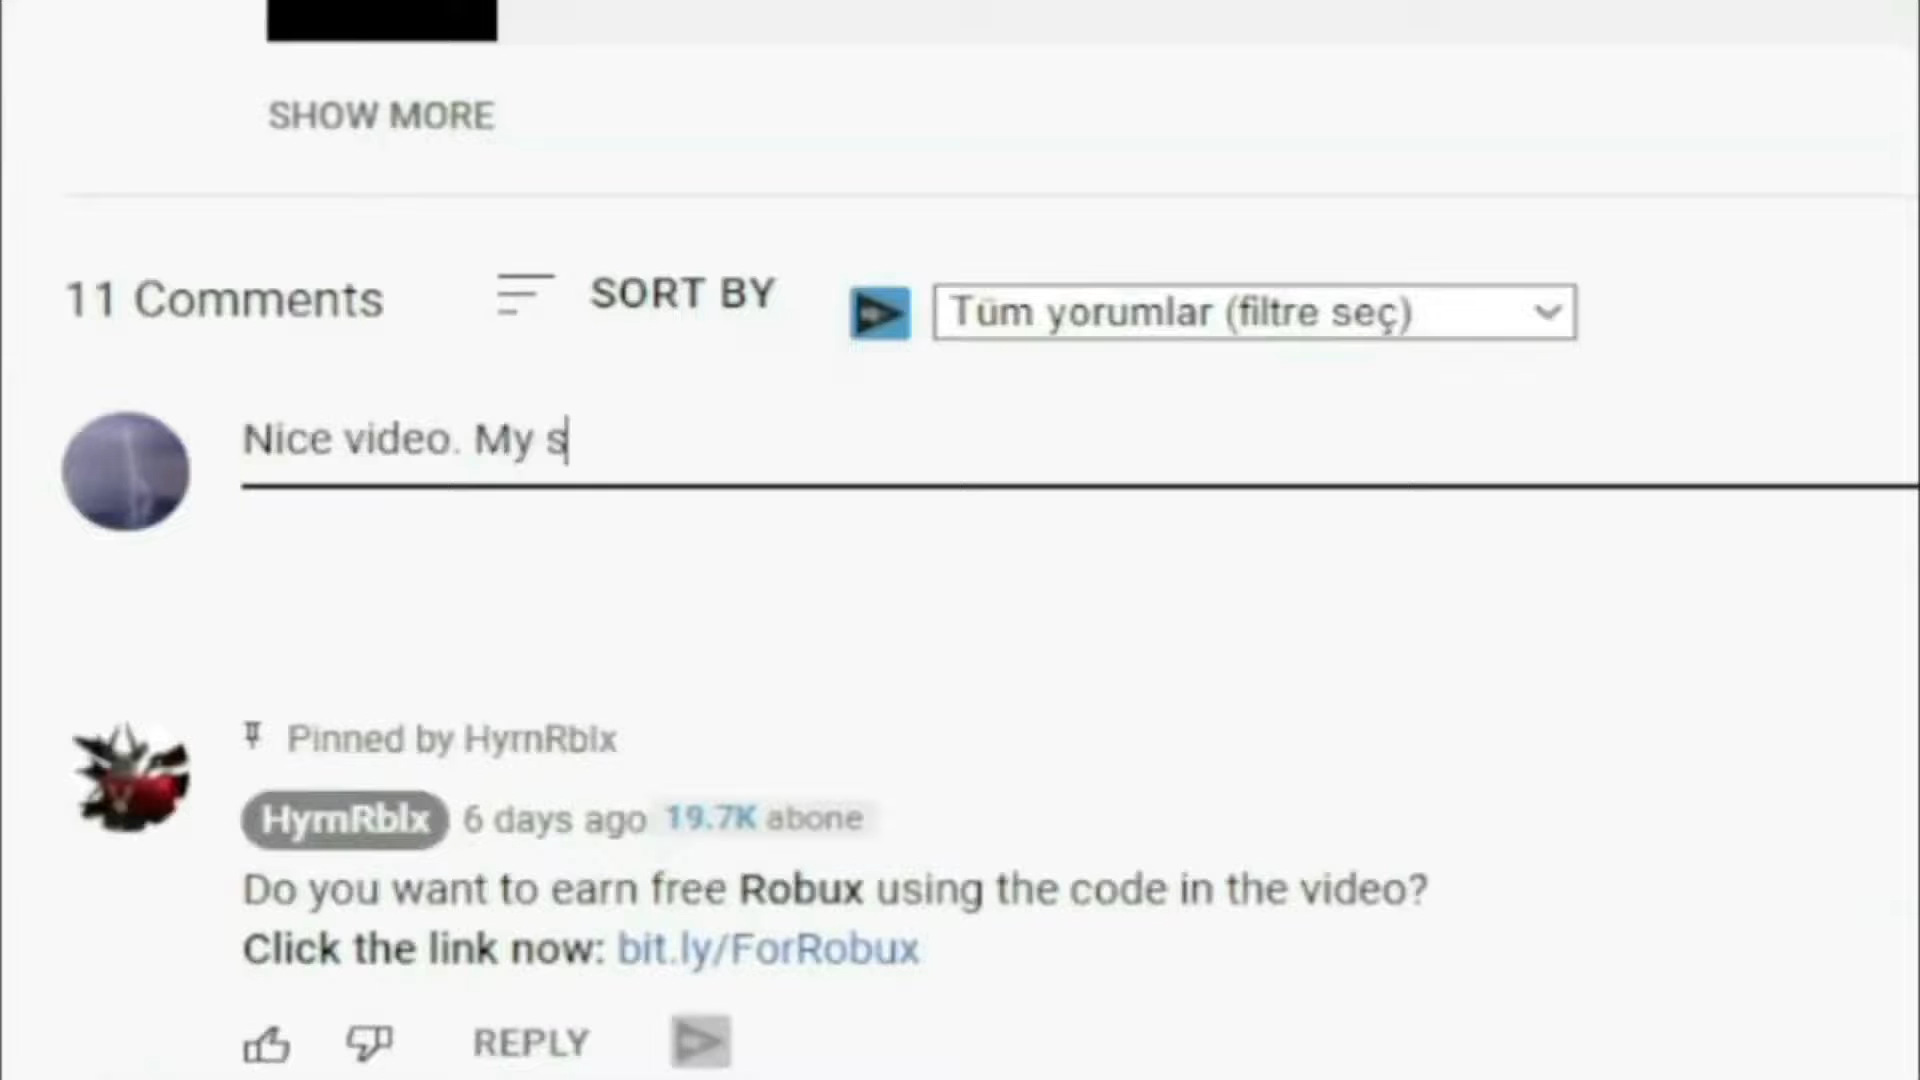 SHOW MORE
11 Comments
SORT BY
Tüm yorumlar (filtre seç)
Nice video. My s
Pinned by HyrnRblx
HyrnRblx 6 days ago 19.7K abone
Do you want to earn free Robux using the code in the video?
Click the link now: bit.ly/ForRobux
REPLY